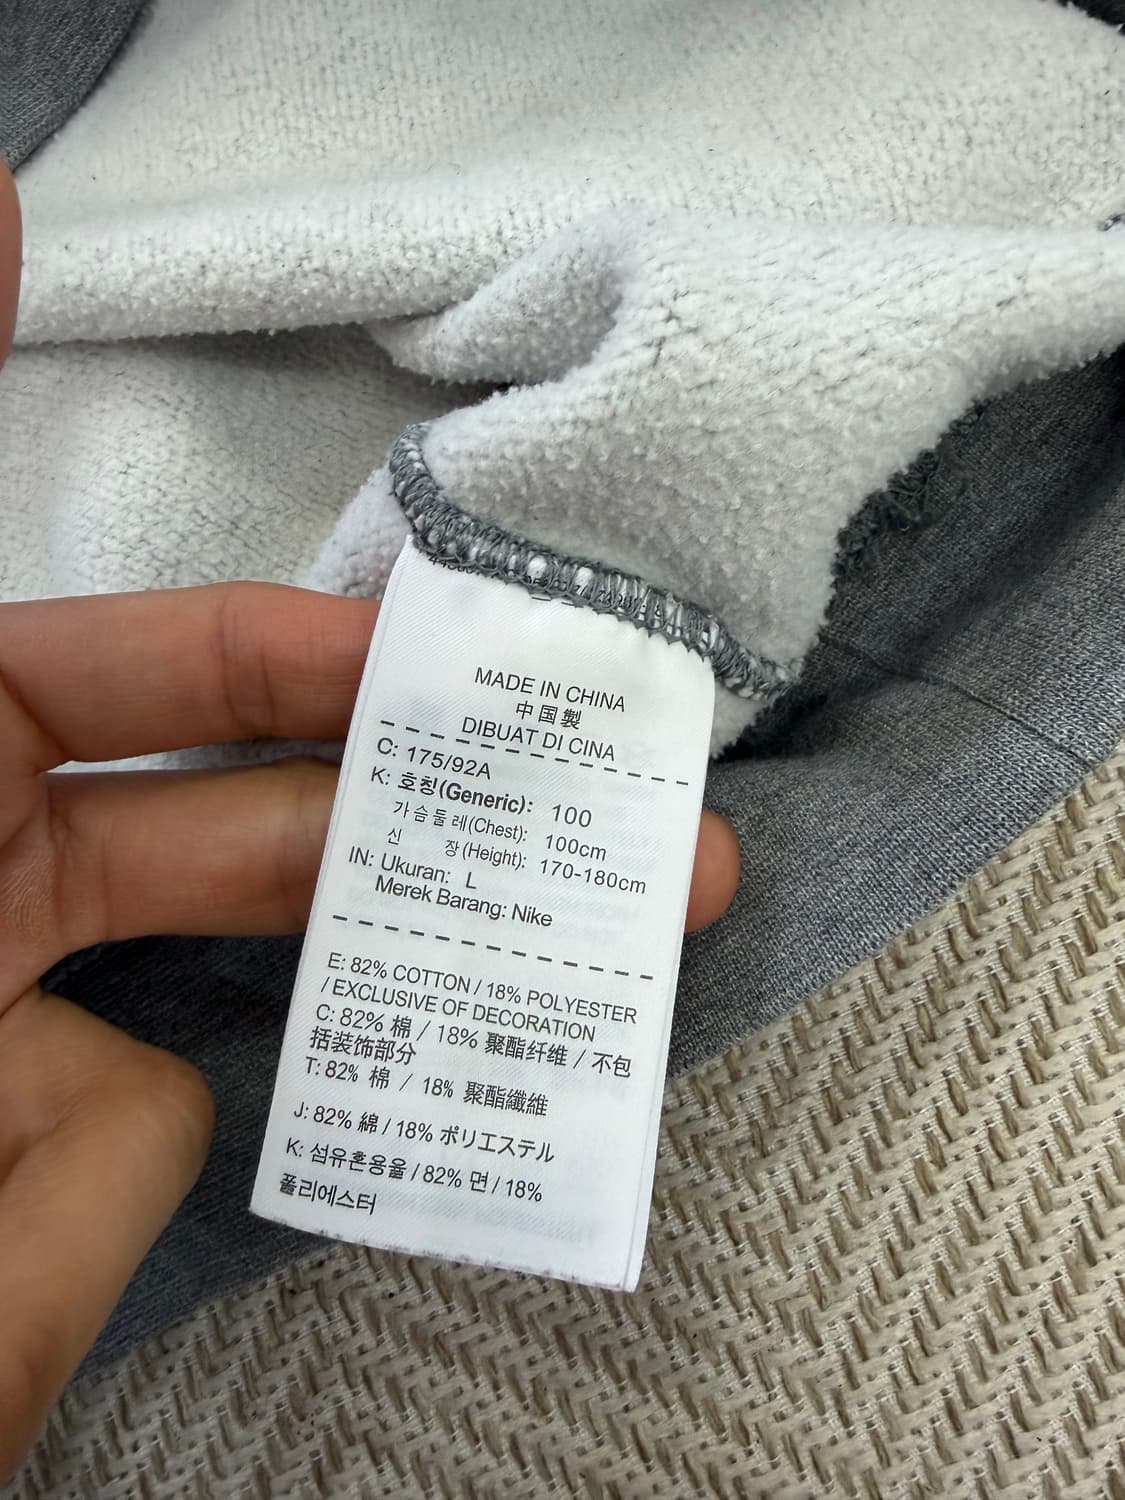 MADE IN CHINA
中国製
DIBUAT DI CINA
C: 175/92A
K: 호칭(Generic): 100
가슴둘레(Chest): 100cm
신 장(Height): 170-180cm
IN: Ukuran: L
Merek Barang: Nike
E: 82% COTTON / 18% POLYESTER
/ EXCLUSIVE OF DECORATION
C: 82% 棉 / 18% 聚酯纤维 / 不包
括装饰部分
T: 82% 棉 / 18% 聚酯纖維
J: 82% 綿 / 18% ポリエステル
K: 섬유혼용율 / 82% 면 / 18%
폴리에스터